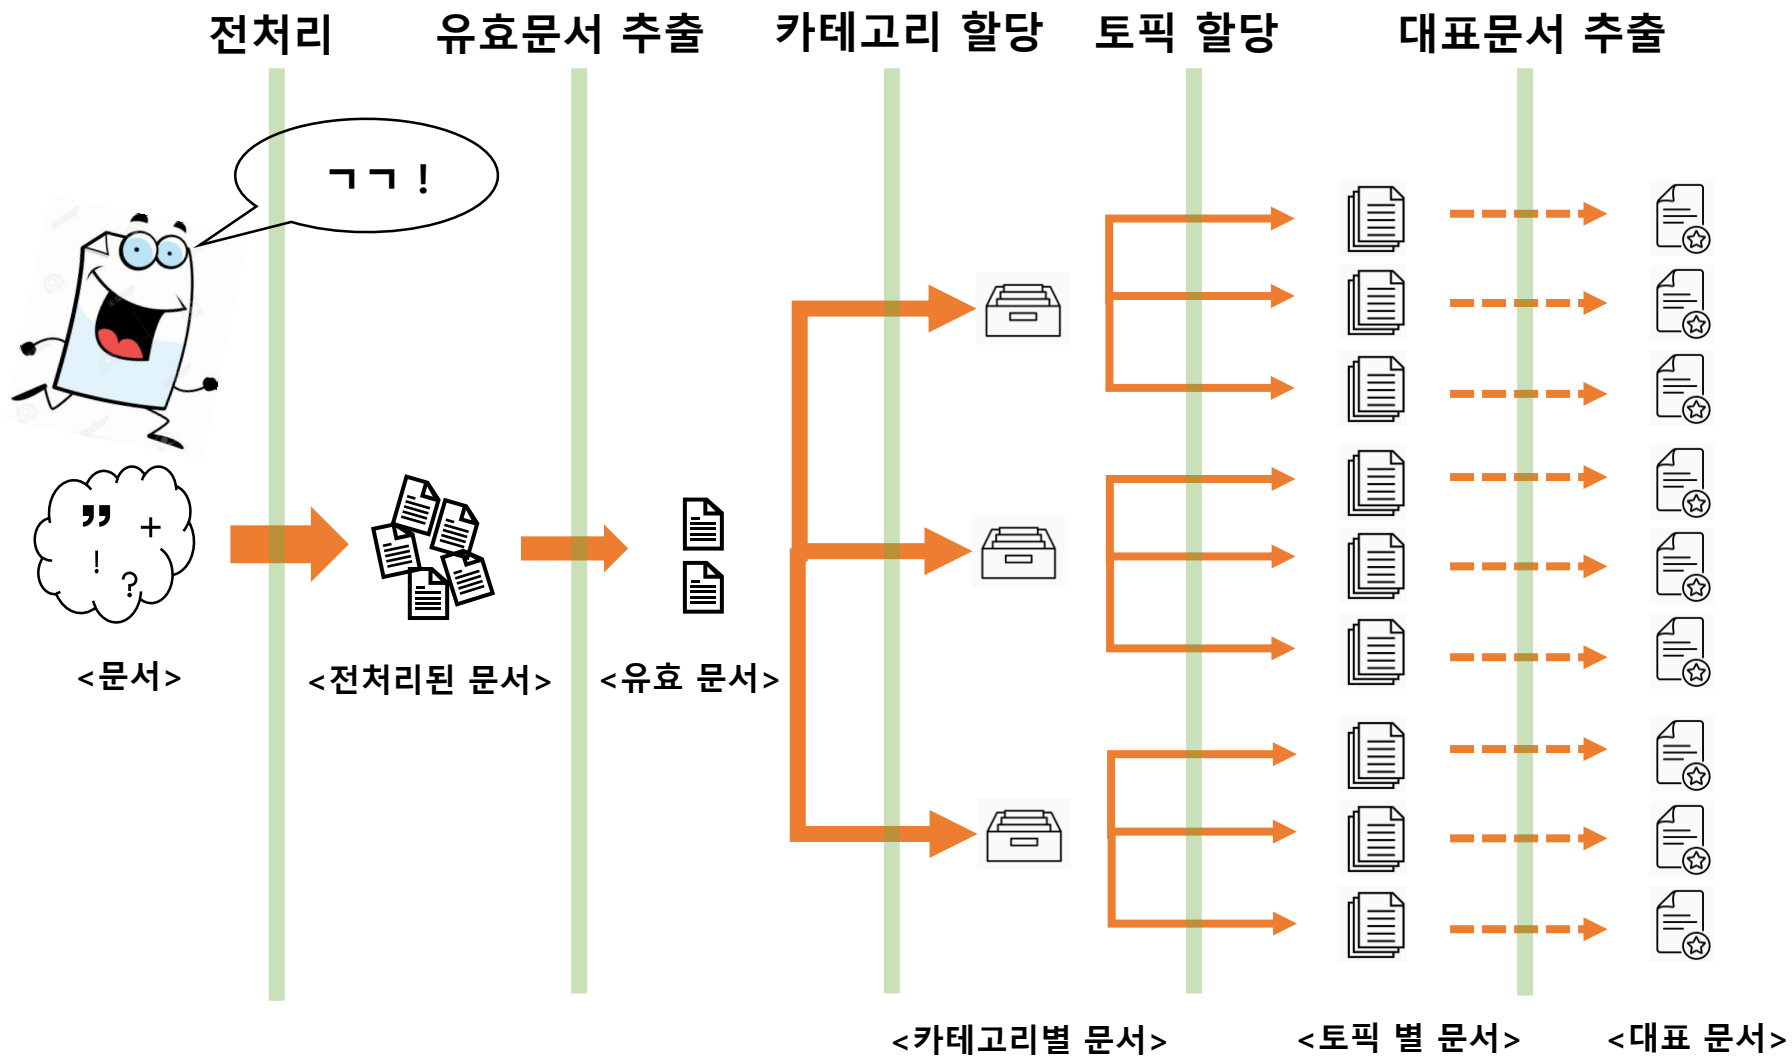 전처리
유효문서 추출
카테고리 할당
토픽 할당
대표문서 추출
ㄱㄱ !
" +
!
?
<문서>
<전처리된 문서>
<유효 문서>
<카테고리별 문서>
<토픽 별 문서>
<대표 문서>